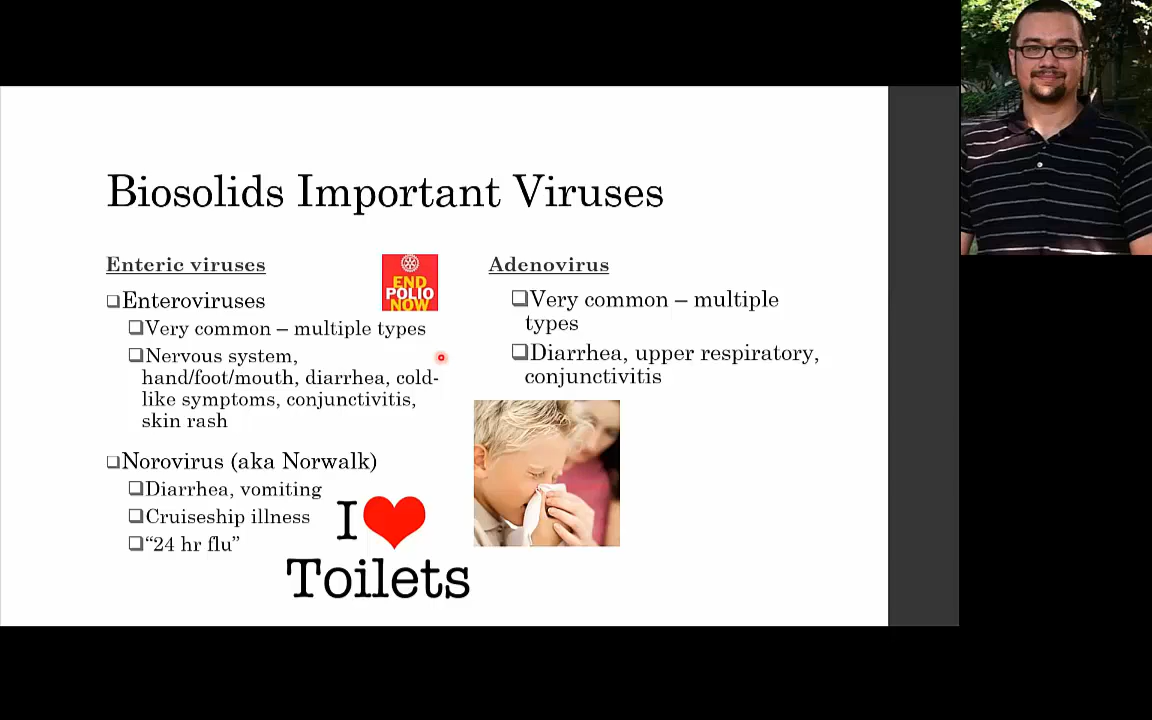 Biosolids Important Viruses
Enteric viruses
❑Enteroviruses
❑Very common – multiple types
❑Nervous system,
hand/foot/mouth, diarrhea, cold-
like symptoms, conjunctivitis,
skin rash
❑Norovirus (aka Norwalk)
❑Diarrhea, vomiting
❑Cruiseship illness
❑“24 hr flu”
END
POLIO
NOW
I
Toilets
Adenovirus
❑Very common – multiple
types
❑Diarrhea, upper respiratory,
conjunctivitis